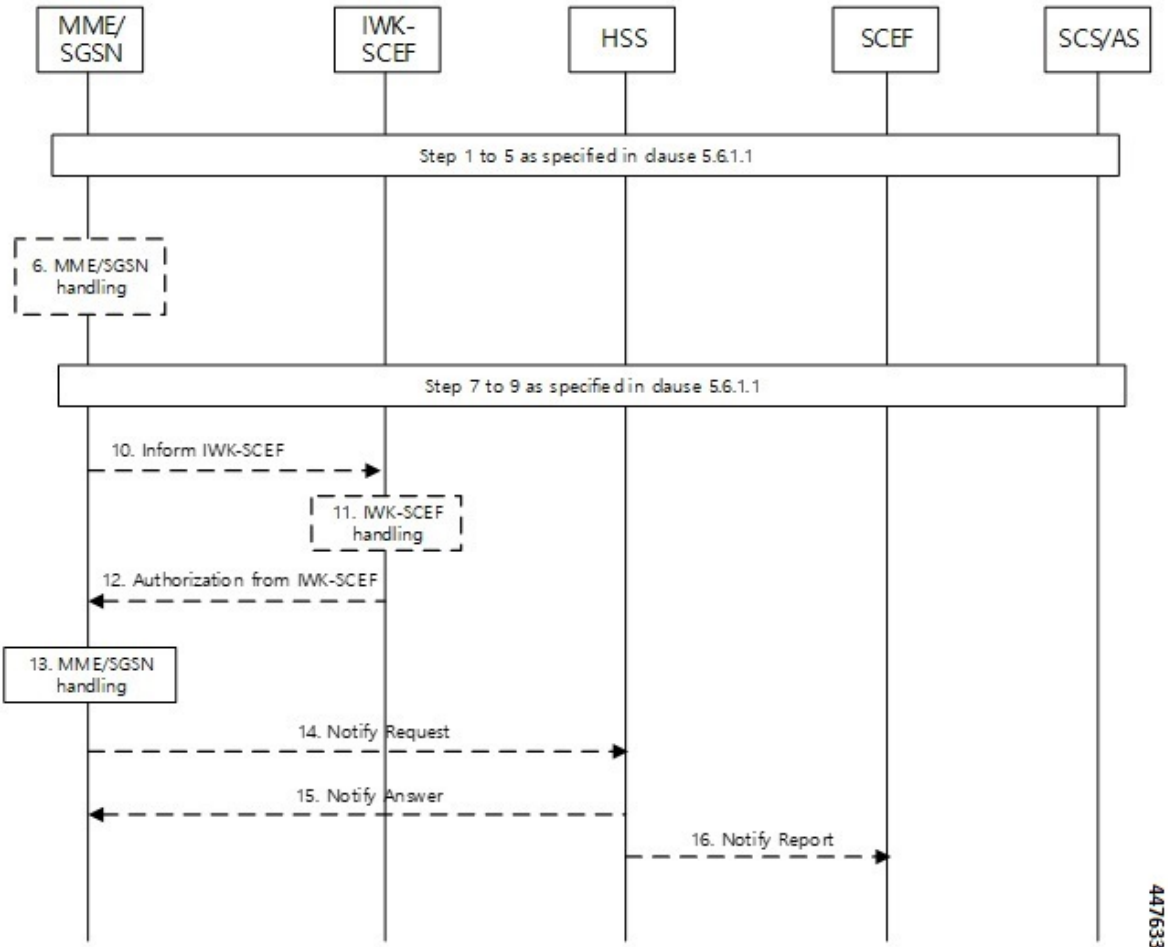 MME/
SGSN
IWK-
SCEF
HSS
SCEF
SCS/AS
Step 1 to 5 as specified in clause 5.6.1.1
6. MME/SGSN
handling
Step 7 to 9 as specified in clause 5.6.1.1
10. Inform IWK-SCEF
11. IWK-SCEF
handling
12. Authorization from IWK-SCEF
13. MME/SGSN
handling
14. Notify Request
15. Notify Answer
16. Notify Report